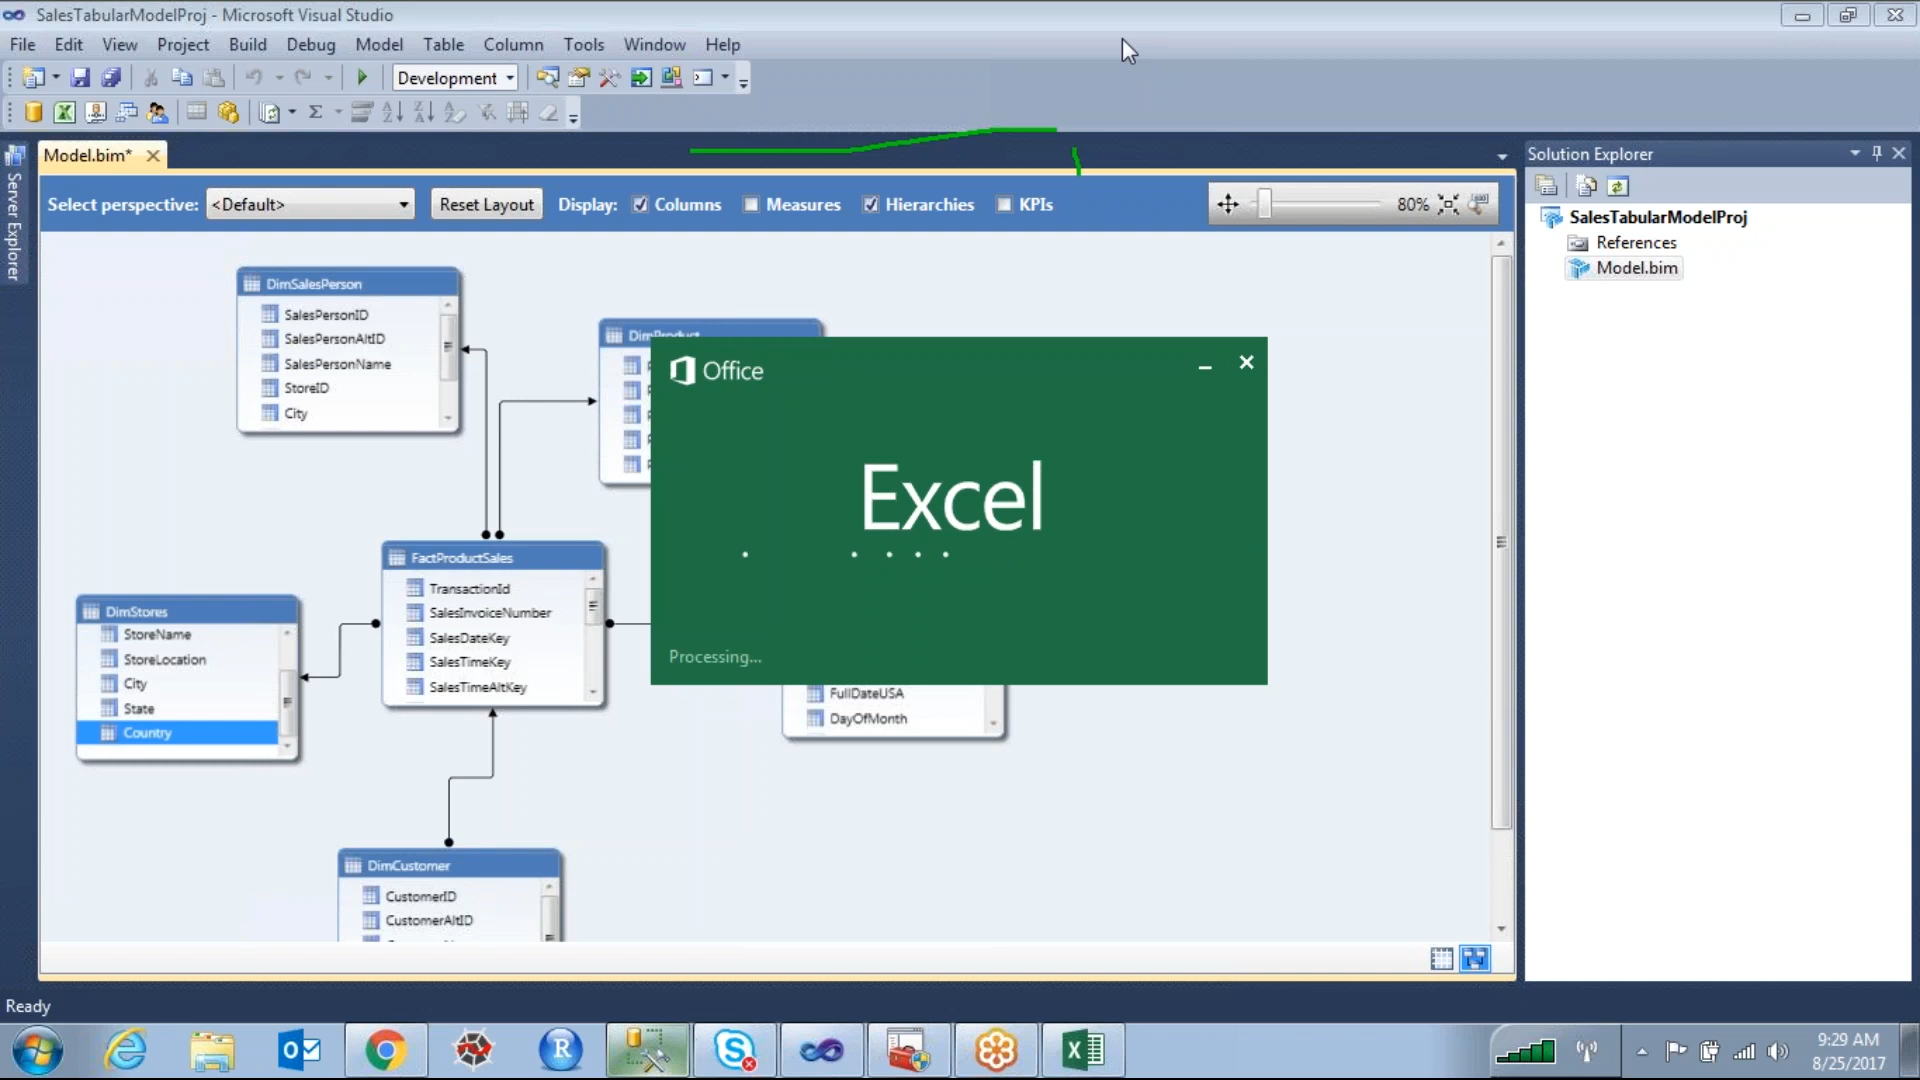 SalesTabularModelProj - Microsoft Visual Studio
File Edit View Project Build Debug Model Table Column Tools Window Help
Development
Server Explorer
Model.bim*
Select perspective: <Default> Reset Layout Display: Columns Measures Hierarchies KPIs 80%
DimSalesPerson
SalesPersonID
SalesPersonAltID
SalesPersonName
StoreID
City
DimProduct
Office
Excel
Processing...
FactProductSales
TransactionId
SalesInvoiceNumber
SalesDateKey
SalesTimeKey
SalesTimeAltKey
DimStores
StoreName
StoreLocation
City
State
Country
FullDateUSA
DayOfMonth
DimCustomer
CustomerID
CustomerAltID
Solution Explorer
SalesTabularModelProj
References
Model.bim
Ready
9:29 AM
8/25/2017